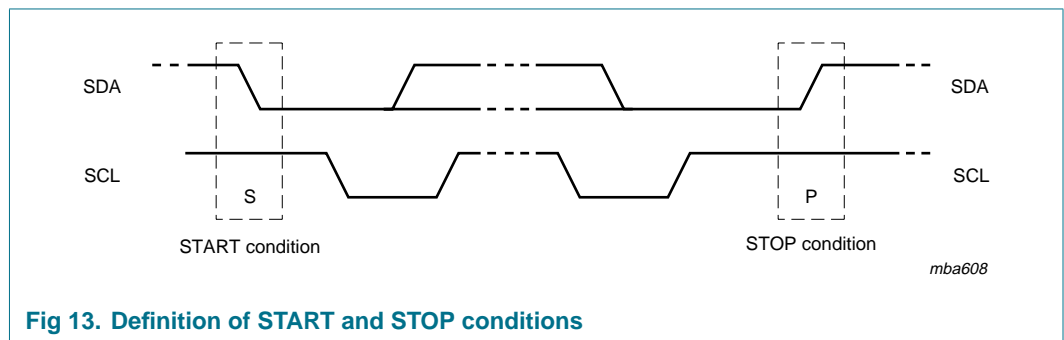 SDA
SDA
SCL
SCL
S
P
START condition
STOP condition
mba608
Fig 13. Definition of START and STOP conditions